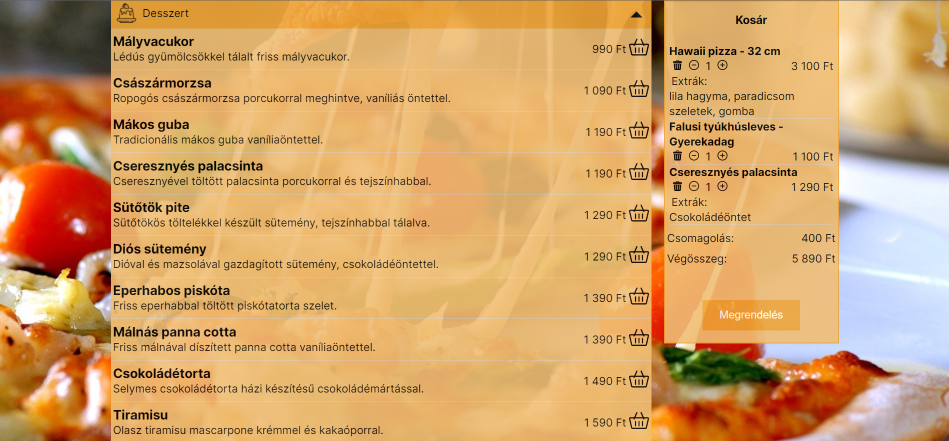 Desszert
Mályvacukor
Lédús gyümölcsökkel tálalt friss mályvacukor.
990 Ft
Császármorzsa
Ropogós császármorzsa porcukorral meghintve, vaníliás öntettel.
1 090 Ft
Mákos guba
Tradicionális mákos guba vaníliaöntettel.
1 190 Ft
Cseresznyés palacsinta
Cseresznyével töltött palacsinta porcukorral és tejszínhabbal.
1 190 Ft
Sütőtök pite
Sütőtökös töltelékkel készült sütemény, tejszínhabbal tálalva.
1 290 Ft
Diós sütemény
Dióval és mazsolával gazdagított sütemény, csokoládéöntettel.
1 290 Ft
Eperhabos piskóta
Friss eperhabbal töltött piskótatorta szelet.
1 390 Ft
Málnás panna cotta
Friss málnával díszített panna cotta vaníliaöntettel.
1 390 Ft
Csokoládétorta
Selymes csokoládétorta házi készítésű csokoládémártással.
1 490 Ft
Tiramisu
Olasz tiramisu mascarpone krémmel és kakaóporral.
1 590 Ft
Kosár
Hawaii pizza - 32 cm
1 3 100 Ft
Extrák:
lila hagyma, paradicsom
szeletek, gomba
Falusi tyúkhúsleves -
Gyerekadag
1 1 100 Ft
Cseresznyés palacsinta
1 1 290 Ft
Extrák:
Csokoládéöntet
Csomagolás: 400 Ft
Végösszeg: 5 890 Ft
Megrendelés